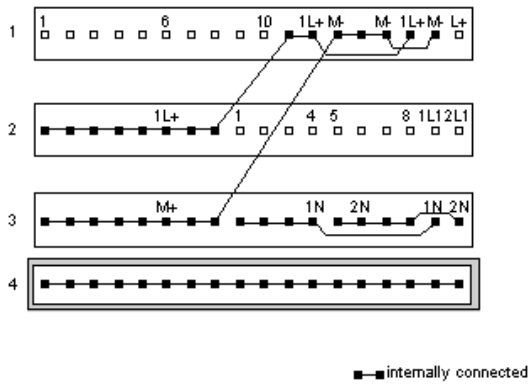 1 6 10 1L+ M- M- 1L+ M- L+
1
2 1L+ 1 4 5 8 1L1 2L1
3 M+ 1N 2N 1N 2N
4
internally connected